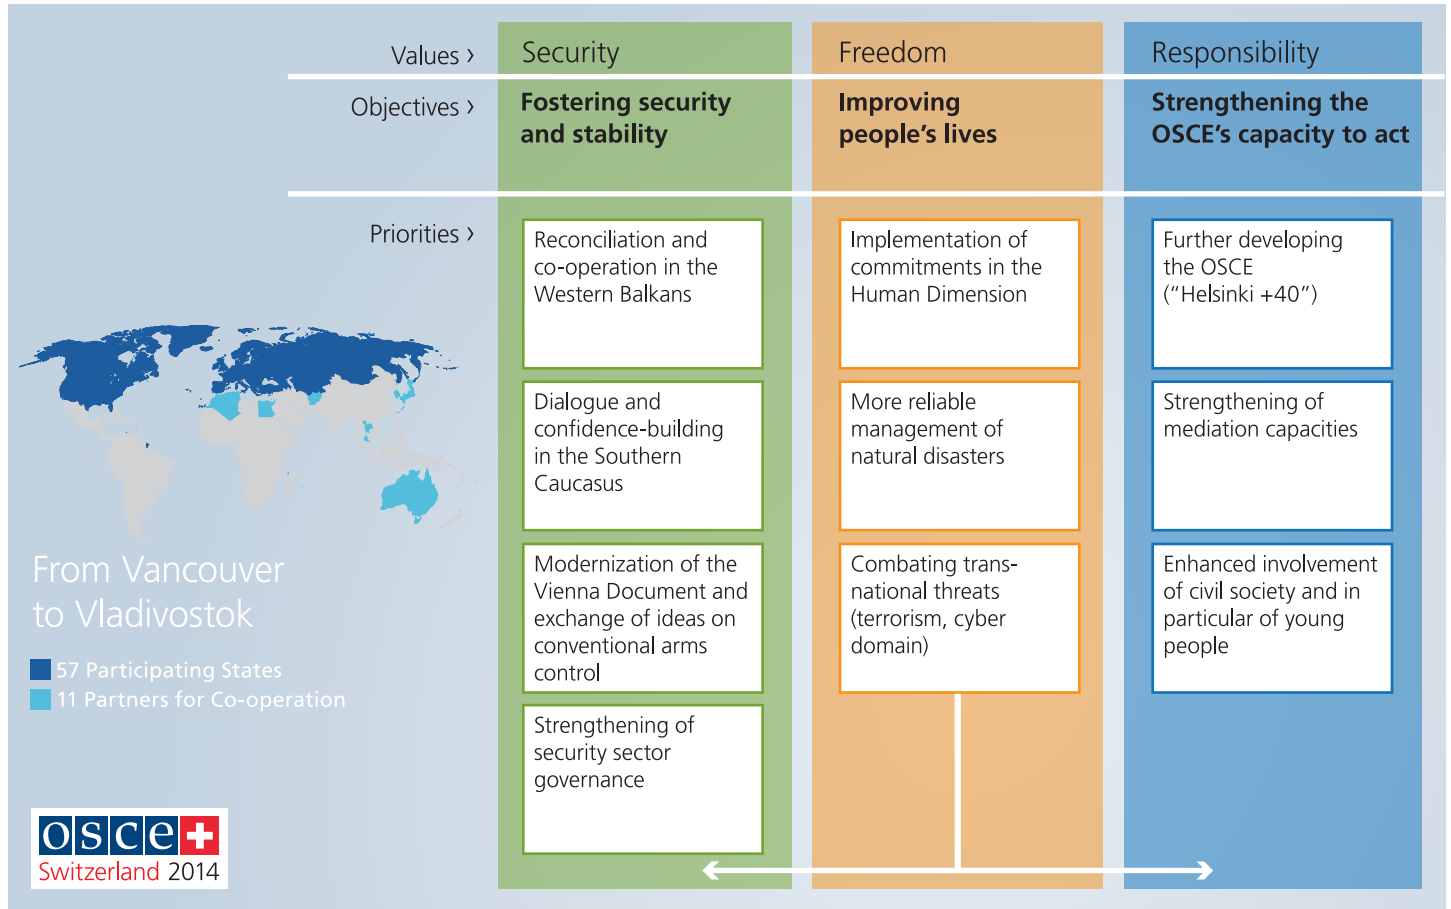 Values ›
Security
Freedom
Responsibility
Objectives ›
Fostering security
and stability
Improving
people's lives
Strengthening the
OSCE's capacity to act
Priorities ›
Reconciliation and
co-operation in the
Western Balkans
Dialogue and
confidence-building
in the Southern
Caucasus
Modernization of the
Vienna Document and
exchange of ideas on
conventional arms
control
Strengthening of
security sector
governance
Implementation of
commitments in the
Human Dimension
More reliable
management of
natural disasters
Combating trans-
national threats
(terrorism, cyber
domain)
Further developing
the OSCE
(“Helsinki +40”)
Strengthening of
mediation capacities
Enhanced involvement
of civil society and in
particular of young
people
From Vancouver
to Vladivostok
57 Participating States
11 Partners for Co-operation
osce
Switzerland 2014